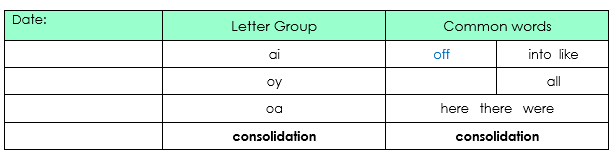 Date: Letter Group Common words
ai off into like
oy all
oa here there were
consolidation consolidation